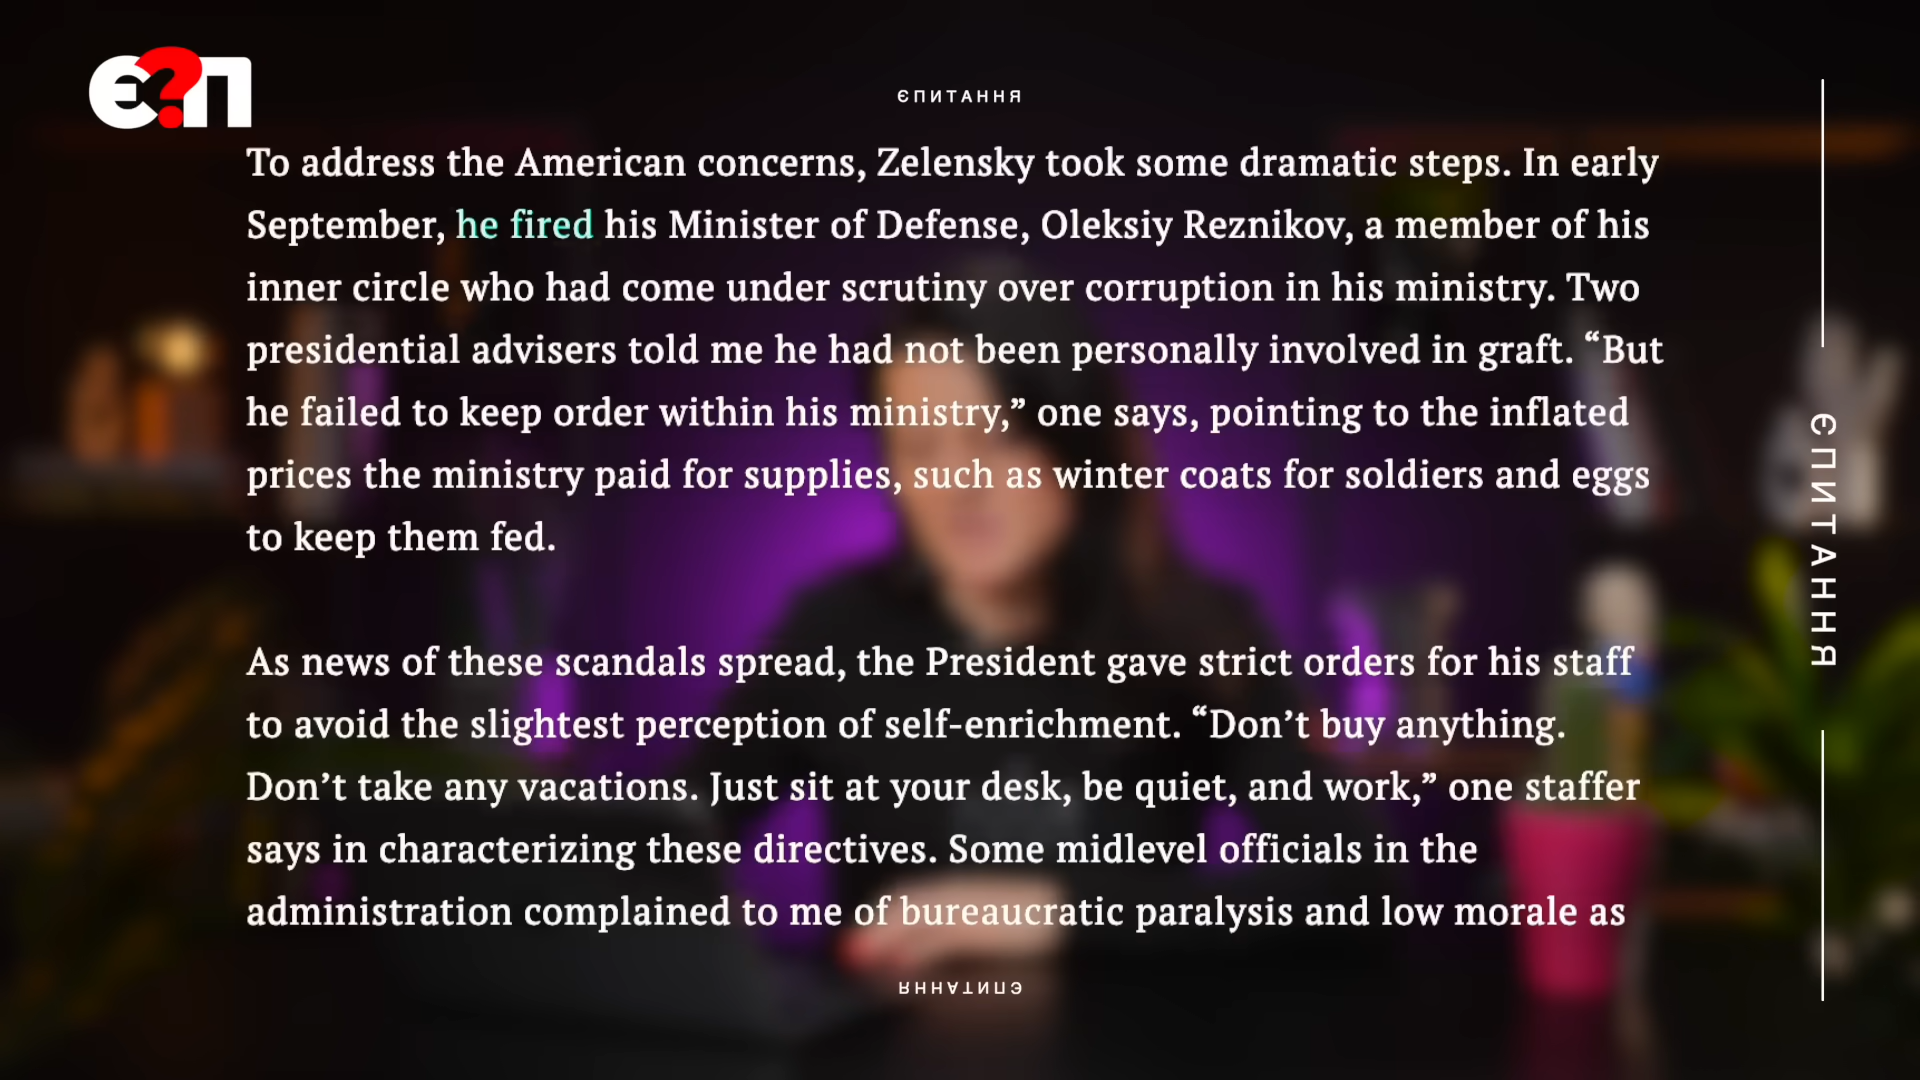 Є?П
ЄПИТАННЯ
To address the American concerns, Zelensky took some dramatic steps. In early
September, he fired his Minister of Defense, Oleksiy Reznikov, a member of his
inner circle who had come under scrutiny over corruption in his ministry. Two
presidential advisers told me he had not been personally involved in graft. “But
he failed to keep order within his ministry,” one says, pointing to the inflated
prices the ministry paid for supplies, such as winter coats for soldiers and eggs
to keep them fed.
As news of these scandals spread, the President gave strict orders for his staff
to avoid the slightest perception of self-enrichment. “Don’t buy anything.
Don’t take any vacations. Just sit at your desk, be quiet, and work,” one staffer
says in characterizing these directives. Some midlevel officials in the
administration complained to me of bureaucratic paralysis and low morale as
ЄПИТАННЯ
ЄПИТАННЯ